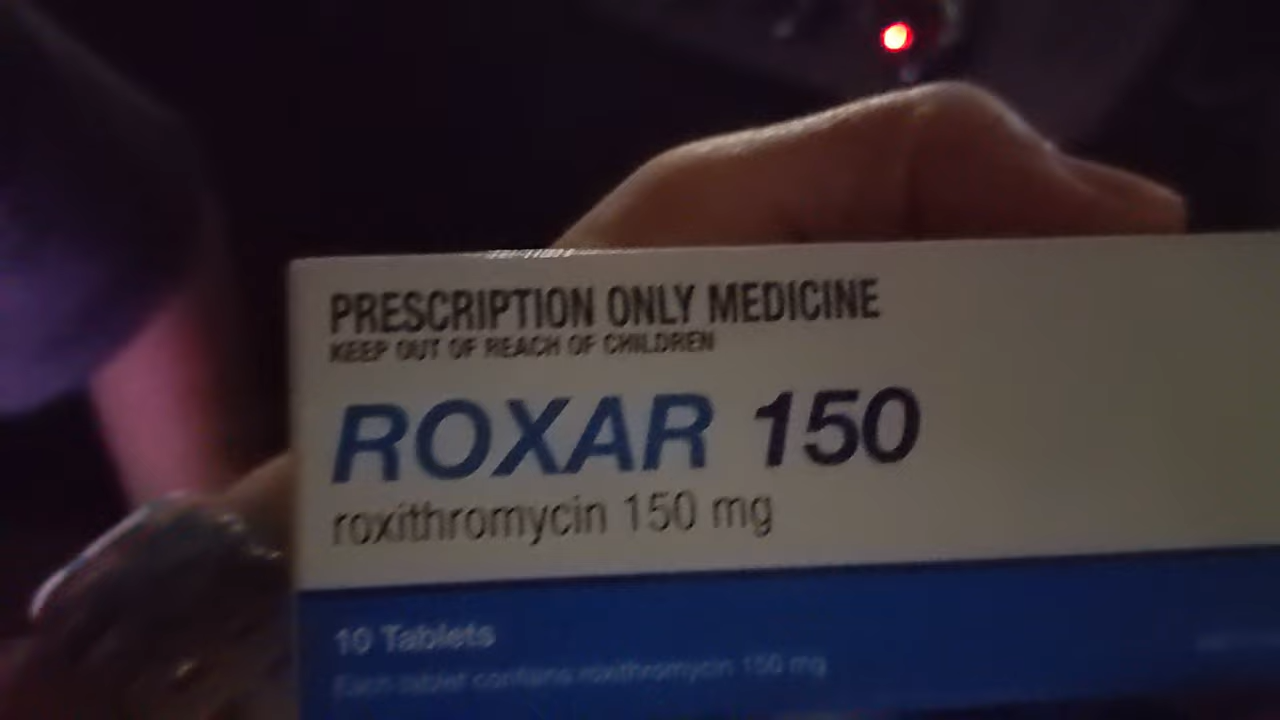 PRESCRIPTION ONLY MEDICINE
KEEP OUT OF REACH OF CHILDREN
ROXAR 150
roxithromycin 150 mg
10 Tablets
Each tablet contains roxithromycin 150 mg